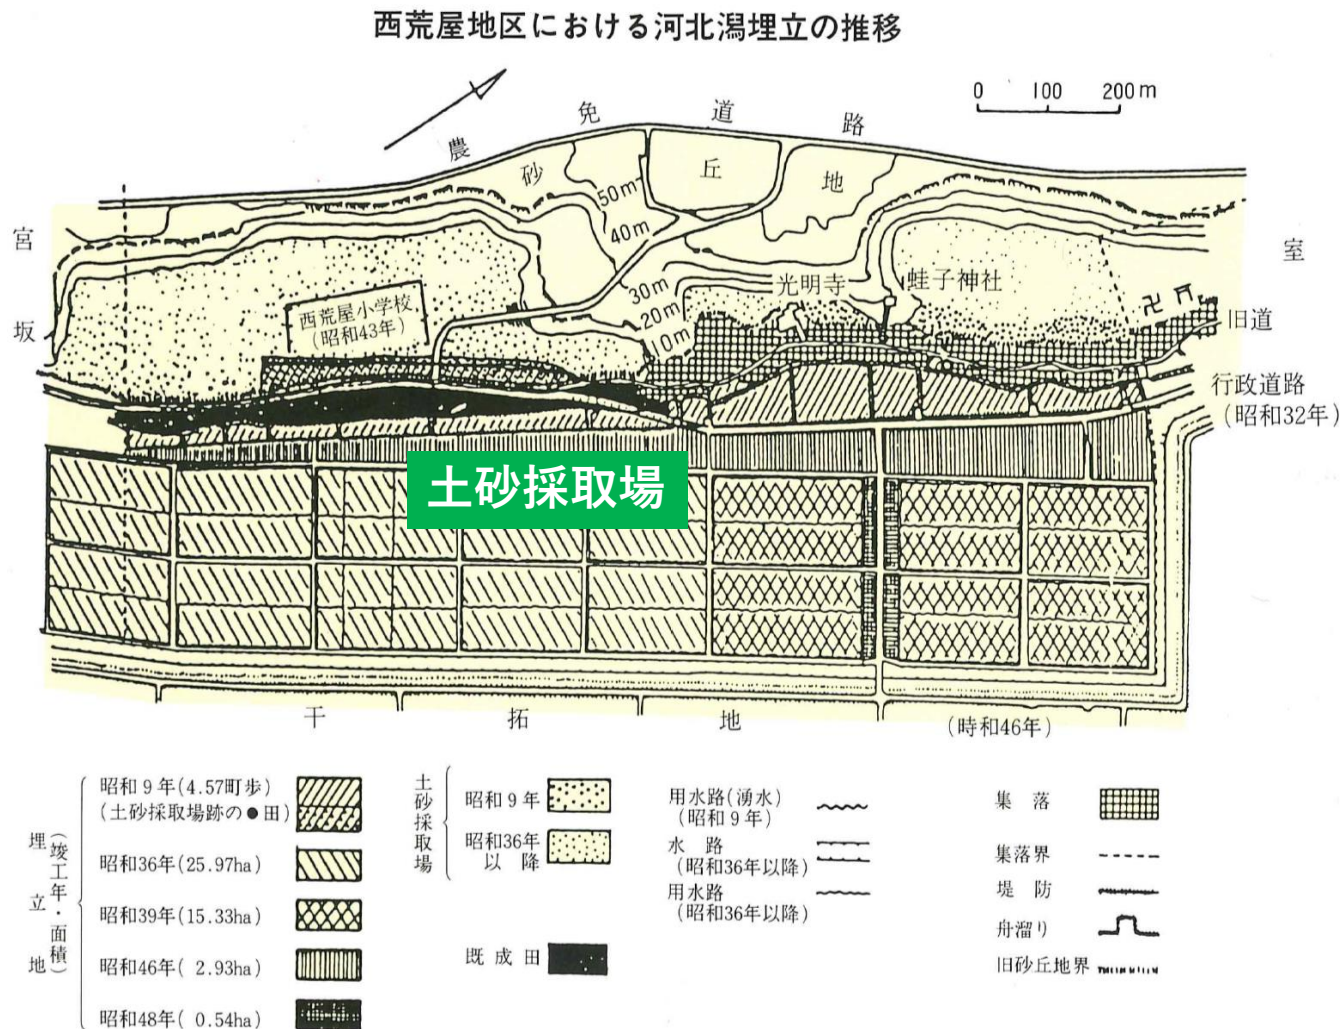 西荒屋地区における河北潟埋立の推移
0 100 200m
農免道路
砂丘地
50m
40m
30m
20m
10m
宮坂
室
西荒屋小学校
(昭和43年)
光明寺
蛙子神社
卍
旧道
行政道路
(昭和32年)
土砂採取場
干拓地
(時和46年)
埋立地
(竣工年・面積)
昭和9年(4.57町歩)
(土砂採取場跡の●田)
昭和36年(25.97ha)
昭和39年(15.33ha)
昭和46年( 2.93ha)
昭和48年( 0.54ha)
土砂採取場
昭和9年
昭和36年
以降
既成田
用水路(湧水)
(昭和9年)
水路
(昭和36年以降)
用水路
(昭和36年以降)
集落
集落界
堤防
舟溜り
旧砂丘地界